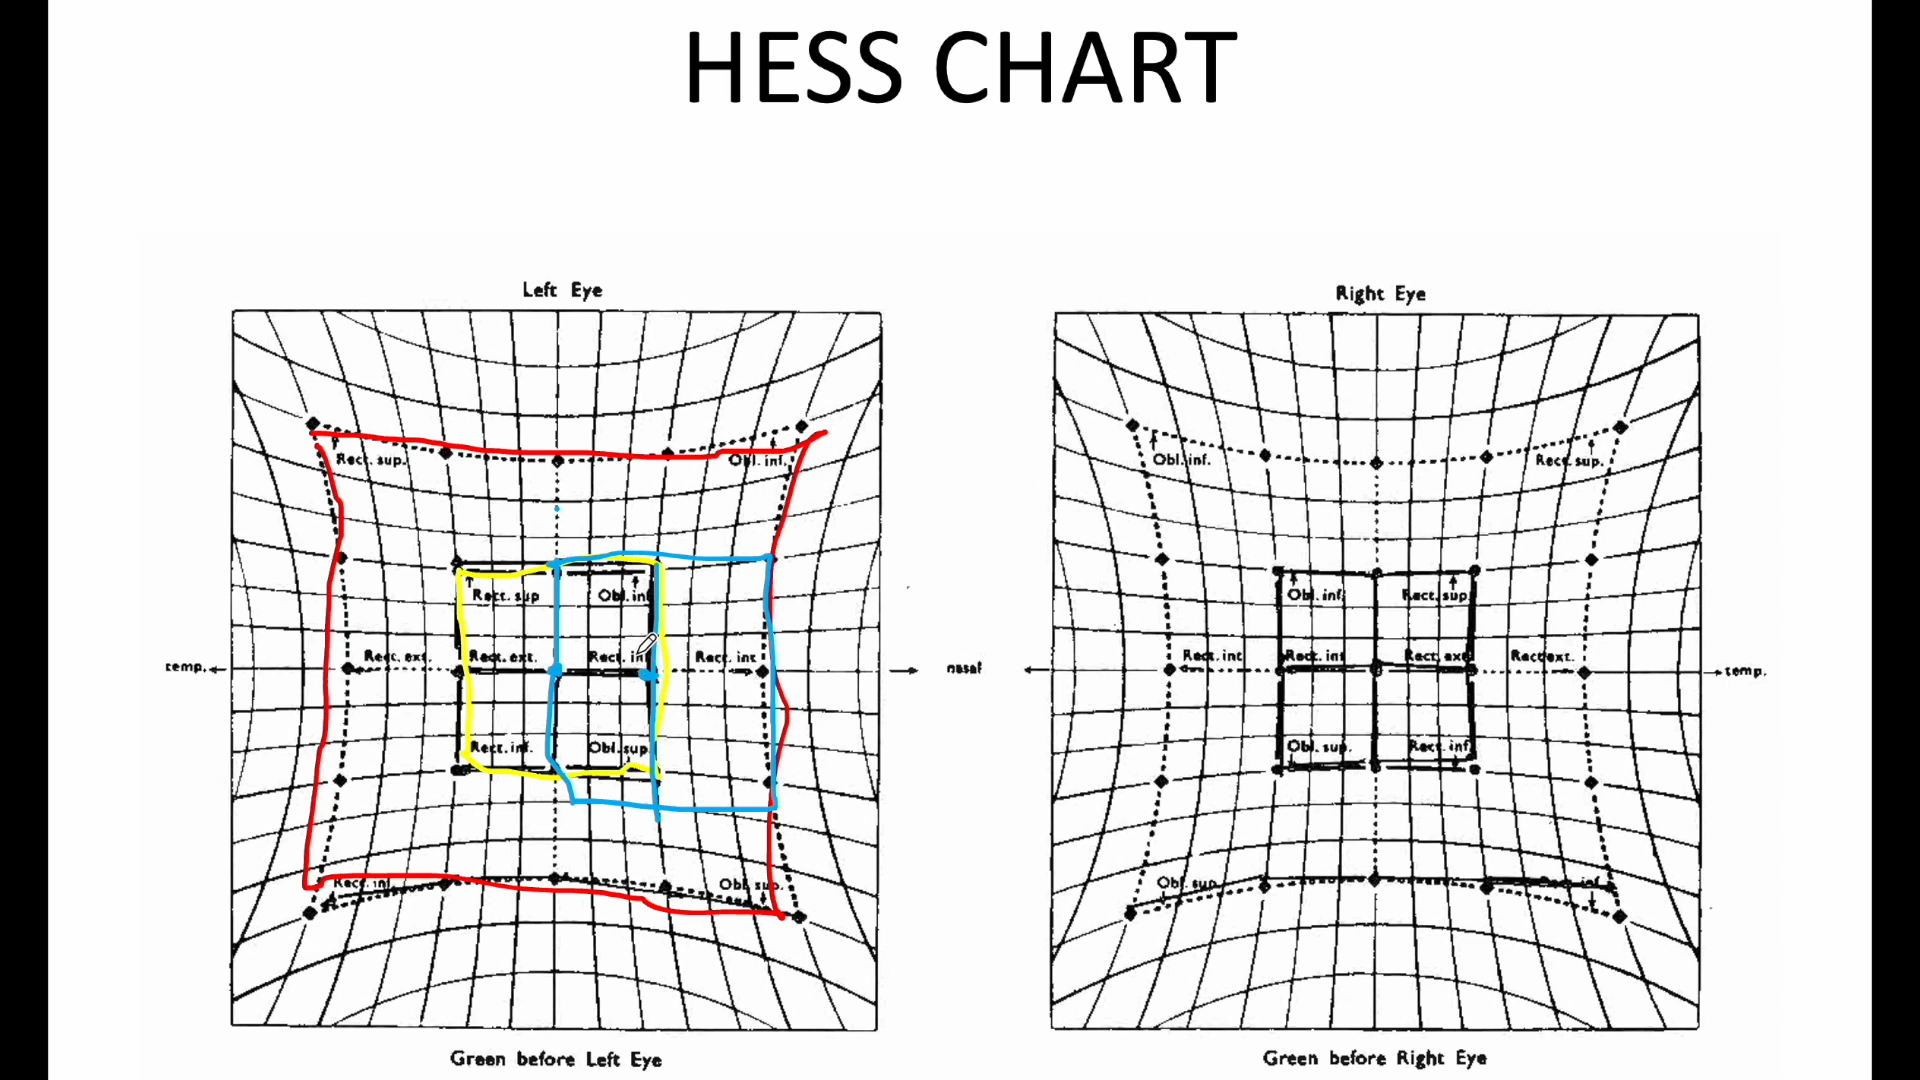 HESS CHART
Left Eye
Right Eye
Rect. sup. Obl. inf.
Obl. inf. Rect. sup.
Rect. sup Obl. inf
Obl. inf. Rect. sup.
temp. Rect. ext. Rect. ext. Rect. int Rect. int nasal
Rect. int Rect. int Rect. ext Rect. ext. temp.
Rect. inf. Obl. sup.
Obl. sup. Rect. inf.
Rect. inf. Obl. sup.
Obl. sup. Rect. inf.
Green before Left Eye
Green before Right Eye